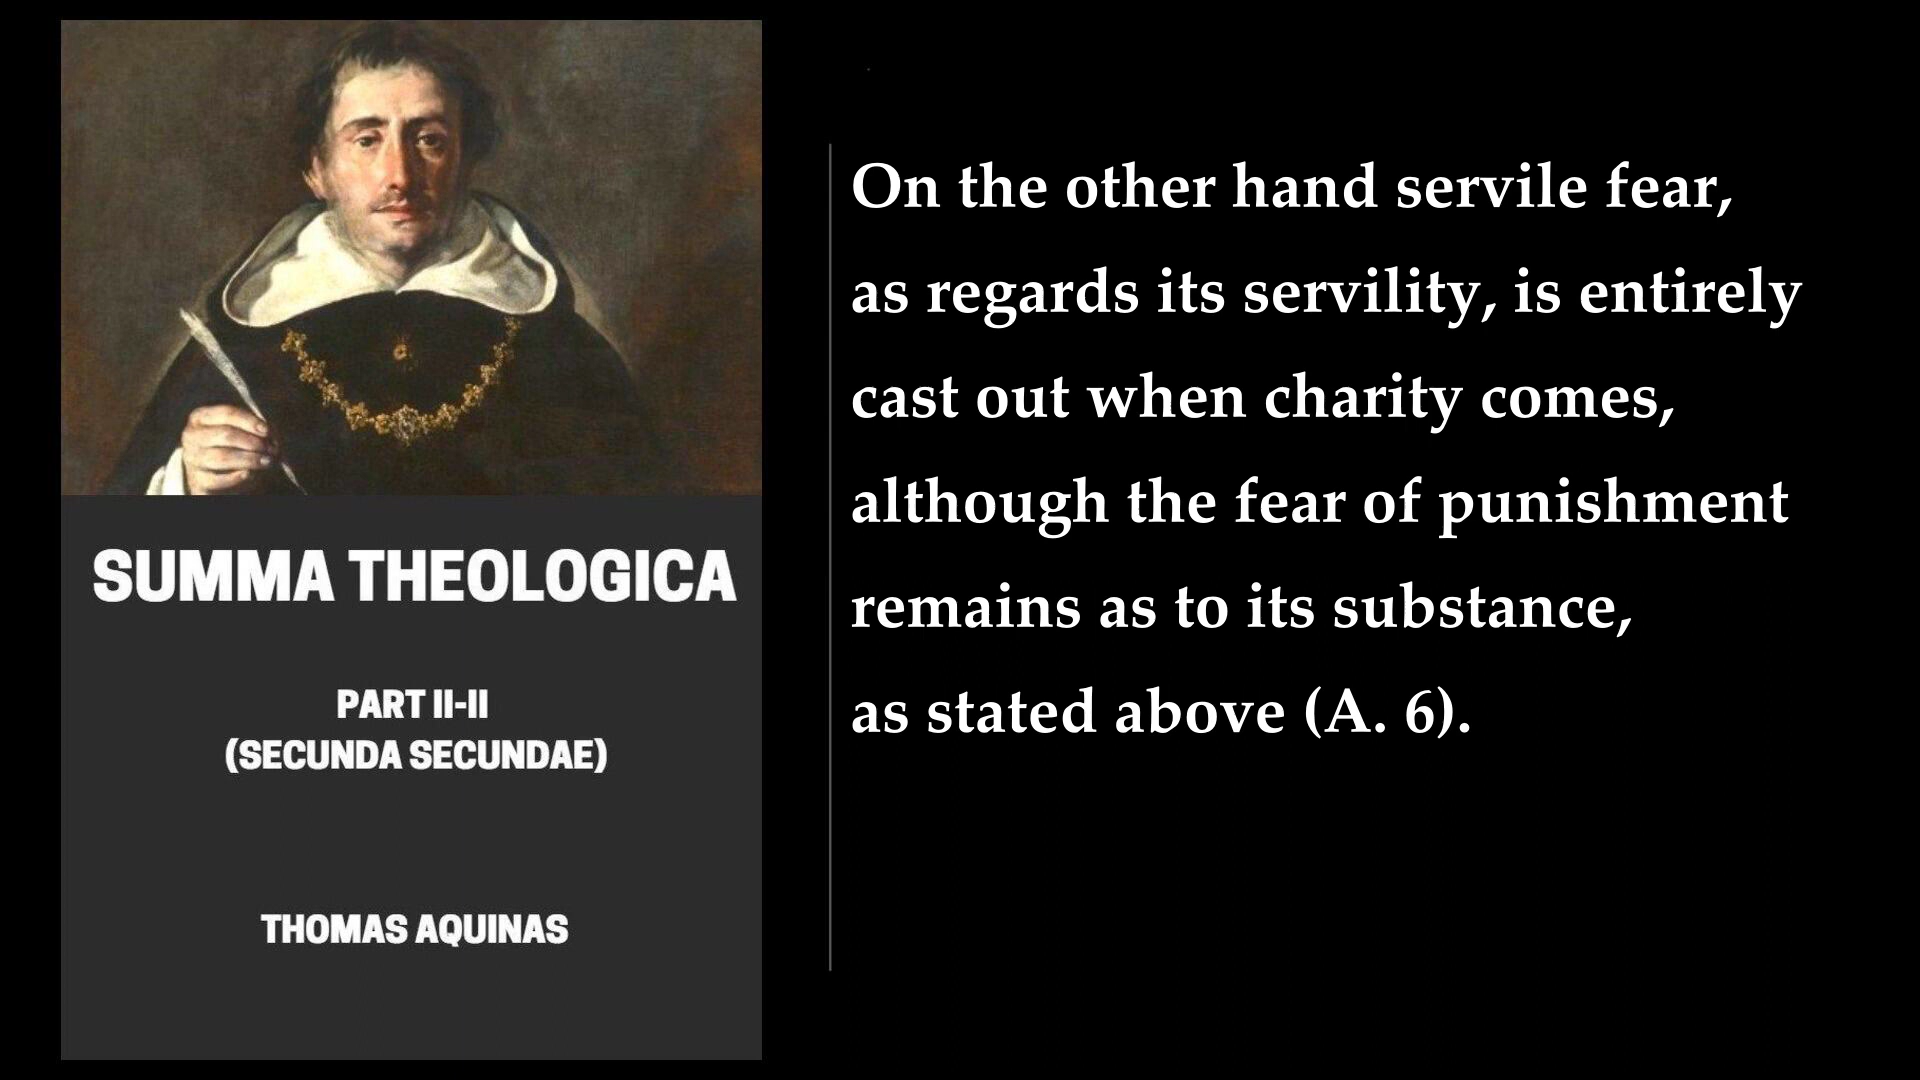 SUMMA THEOLOGICA
PART II-II
(SECUNDA SECUNDAE)
THOMAS AQUINAS
On the other hand servile fear,
as regards its servility, is entirely
cast out when charity comes,
although the fear of punishment
remains as to its substance,
as stated above (A. 6).